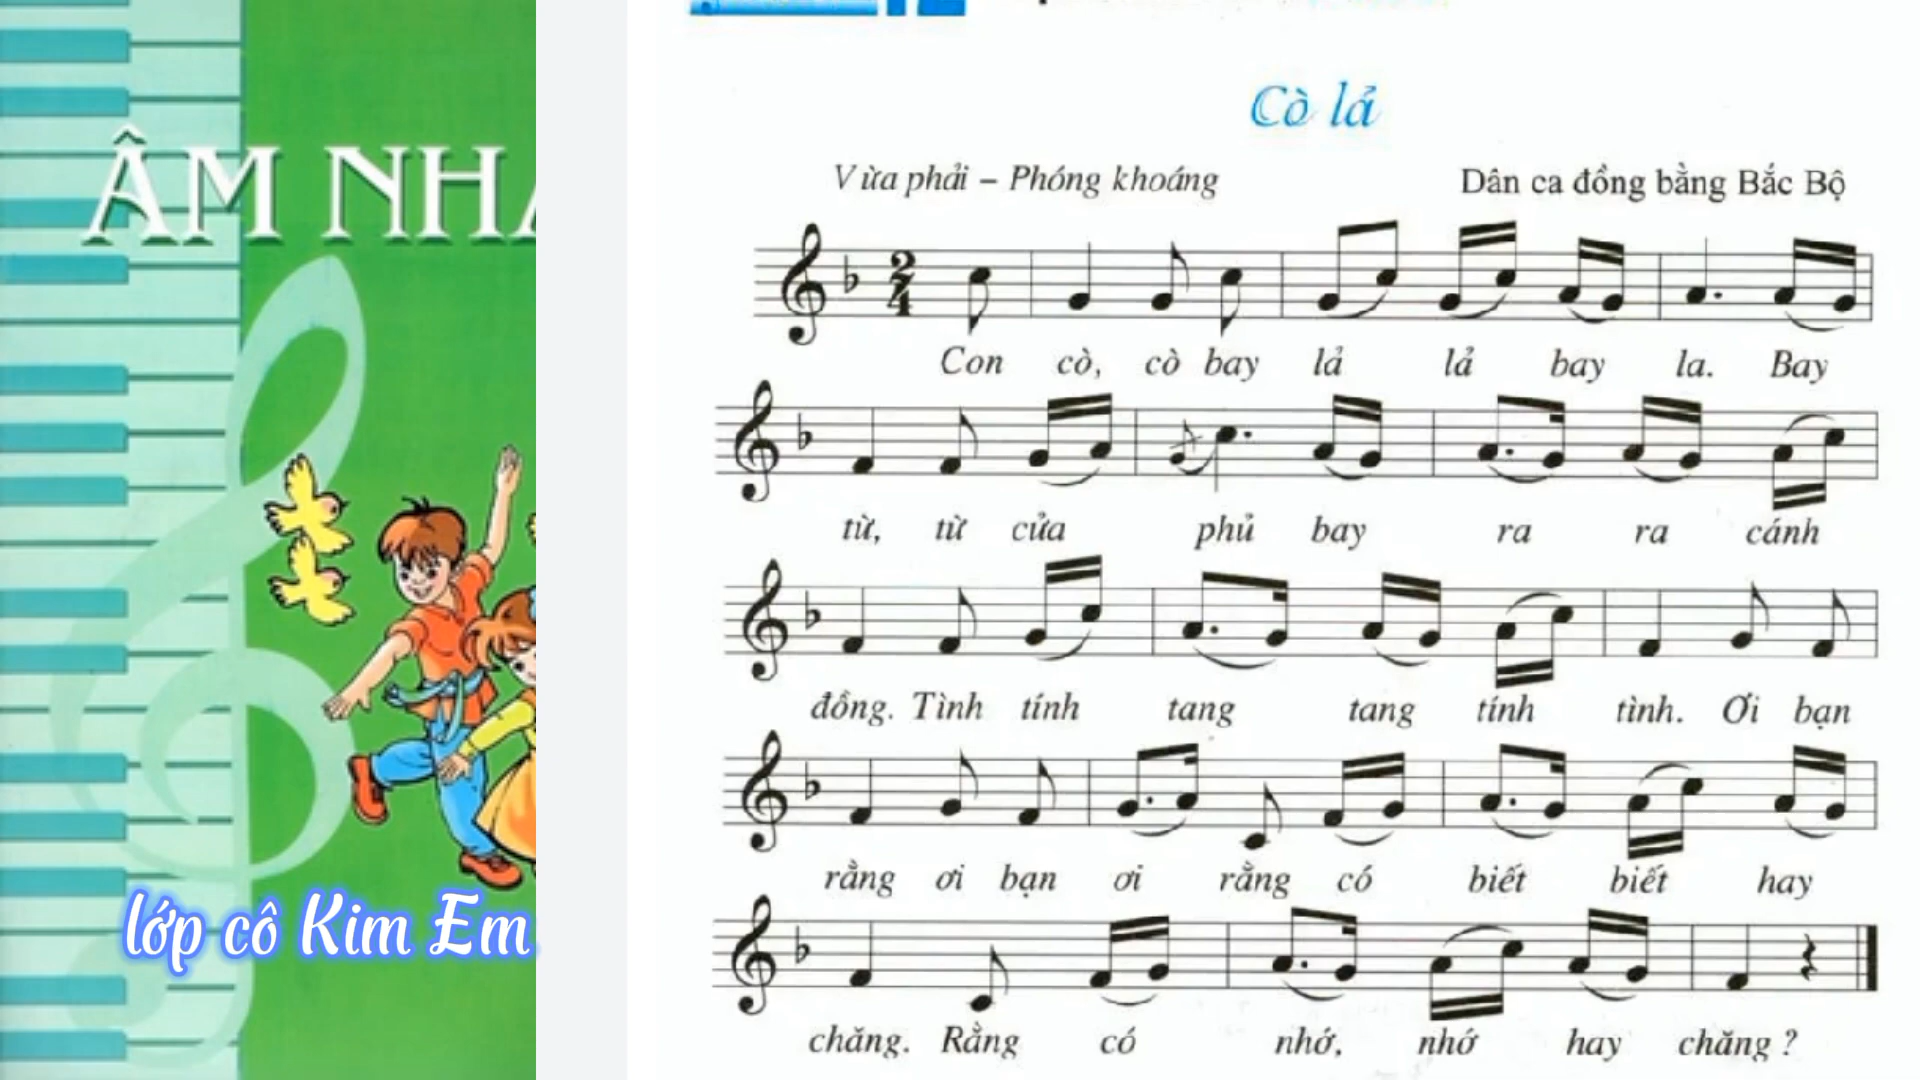 ÂM NH
lớp cô Kim Em
Cò lả
Vừa phải – Phóng khoáng
Dân ca đồng bằng Bắc Bộ
2
4
Con cò, cò bay lả lả bay la. Bay
từ, từ cửa phủ bay ra ra cánh
đồng. Tình tính tang tang tính tình. Ơi bạn
rằng ơi bạn ơi rằng có biết biết hay
chăng. Rằng có nhớ, nhớ hay chăng ?